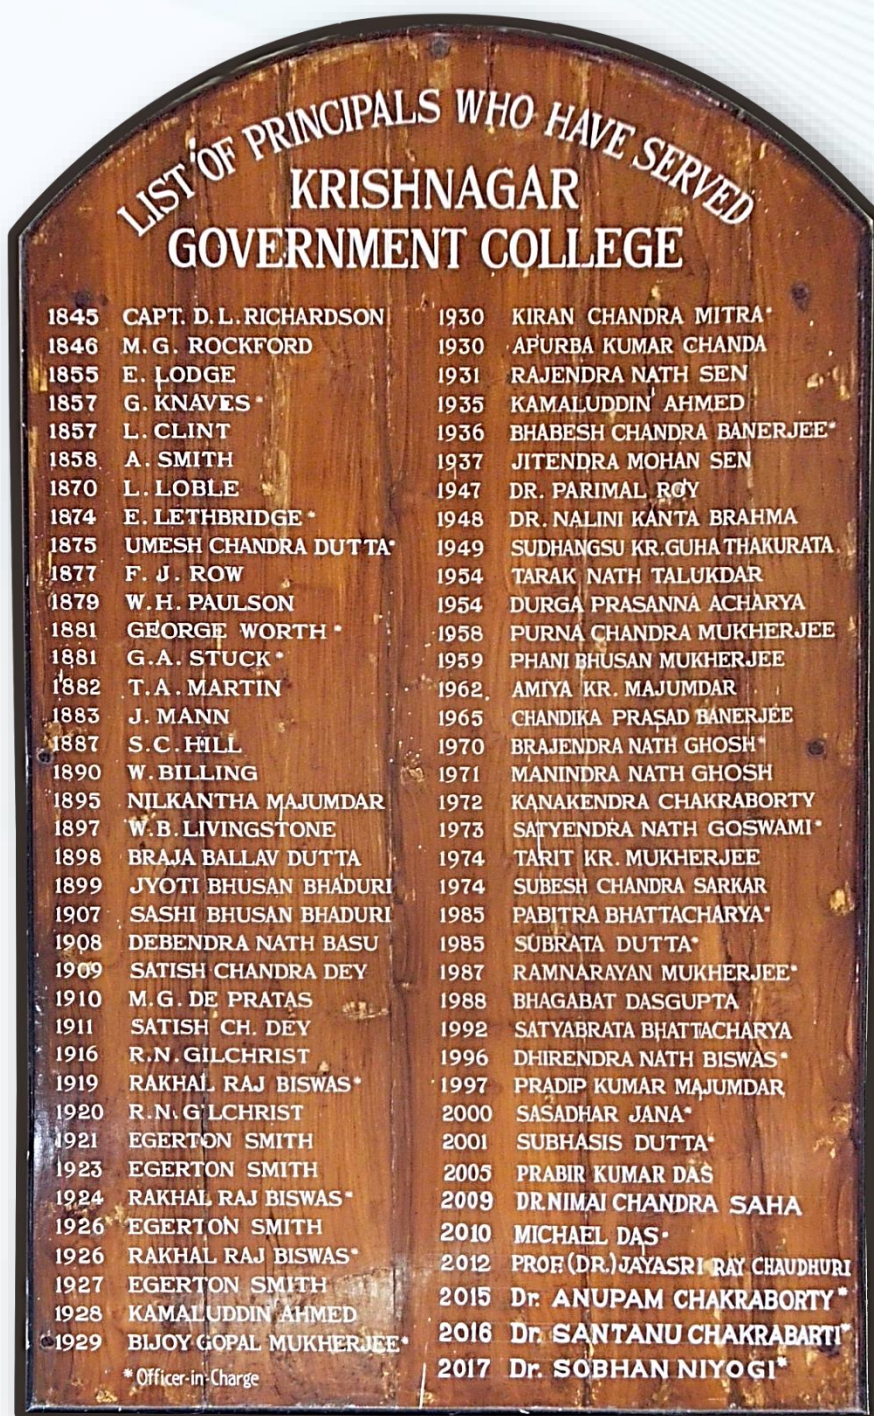 LIST OF PRINCIPALS WHO HAVE SERVED
KRISHNAGAR
GOVERNMENT COLLEGE
1845 CAPT. D. L. RICHARDSON
1846 M. G. ROCKFORD
1855 E. LODGE
1857 G. KNAVES *
1857 L. CLINT
1858 A. SMITH
1870 L. LOBLE
1874 E. LETHBRIDGE *
1875 UMESH CHANDRA DUTTA*
1877 F. J. ROW
1879 W. H. PAULSON
1881 GEORGE WORTH *
1881 G. A. STUCK *
1882 T. A. MARTIN
1883 J. MANN
1887 S. C. HILL
1890 W. BILLING
1895 NILKANTHA MAJUMDAR
1897 W. B. LIVINGSTONE
1898 BRAJA BALLAV DUTTA
1899 JYOTI BHUSAN BHADURI
1907 SASHI BHUSAN BHADURI
1908 DEBENDRA NATH BASU
1909 SATISH CHANDRA DEY
1910 M. G. DE PRATAS
1911 SATISH CH. DEY
1916 R. N. GILCHRIST
1919 RAKHAL RAJ BISWAS*
1920 R. N. GILCHRIST
1921 EGERTON SMITH
1923 EGERTON SMITH
1924 RAKHAL RAJ BISWAS*
1926 EGERTON SMITH
1926 RAKHAL RAJ BISWAS*
1927 EGERTON SMITH
1928 KAMALUDDIN AHMED
1929 BIJOY GOPAL MUKHERJEE*
* Officer-in-Charge
1930 KIRAN CHANDRA MITRA*
1930 APURBA KUMAR CHANDA
1931 RAJENDRA NATH SEN
1935 KAMALUDDIN AHMED
1936 BHABESH CHANDRA BANERJEE*
1937 JITENDRA MOHAN SEN
1947 DR. PARIMAL ROY
1948 DR. NALINI KANTA BRAHMA
1949 SUDHANGSU KR. GUHA THAKURATA
1954 TARAK NATH TALUKDAR
1954 DURGA PRASANNA ACHARYA
1958 PURNA CHANDRA MUKHERJEE
1959 PHANI BHUSAN MUKHERJEE
1962 AMIYA KR. MAJUMDAR
1965 CHANDIKA PRASAD BANERJEE
1970 BRAJENDRA NATH GHOSH*
1971 MANINDRA NATH GHOSH
1972 KANAKENDRA CHAKRABORTY
1973 SATYENDRA NATH GOSWAMI*
1974 TARIT KR. MUKHERJEE
1974 SUBESH CHANDRA SARKAR
1985 PABITRA BHATTACHARYA*
1985 SUBRATA DUTTA*
1987 RAMNARAYAN MUKHERJEE*
1988 BHAGABAT DASGUPTA
1992 SATYABRATA BHATTACHARYA
1996 DHIRENDRA NATH BISWAS*
1997 PRADIP KUMAR MAJUMDAR
2000 SASADHAR JANA*
2001 SUBHASIS DUTTA*
2005 PRABIR KUMAR DAS
2009 DR. NIMAI CHANDRA SAHA
2010 MICHAEL DAS*
2012 PROF. (DR.) JAYASRI RAY CHAUDHURI
2015 Dr. ANUPAM CHAKRABORTY*
2016 Dr. SANTANU CHAKRABARTI*
2017 Dr. SOBHAN NIYOGI*